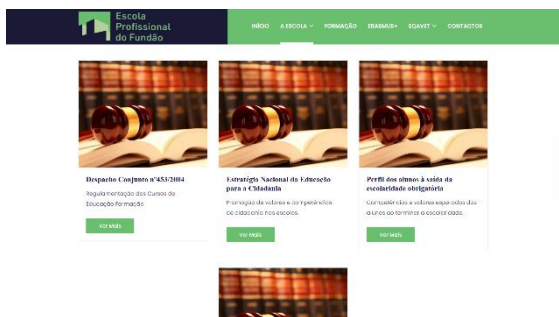 Escola
Profissional
do Fundão
INÍCIO A ESCOLA FORMAÇÃO ERASMUS+ EQAVET CONTACTOS
Despacho Conjunto nº453/2004
Regulamentação dos Cursos de
Educação Formação
Ver Mais
Estratégia Nacional da Educação
para a Cidadania
Promoção de valores e competências
de cidadania nas escolas.
Ver Mais
Perfil dos alunos à saída da
escolaridade obrigatória
Competências e valores esperados dos
alunos ao terminar a escolaridade.
Ver Mais